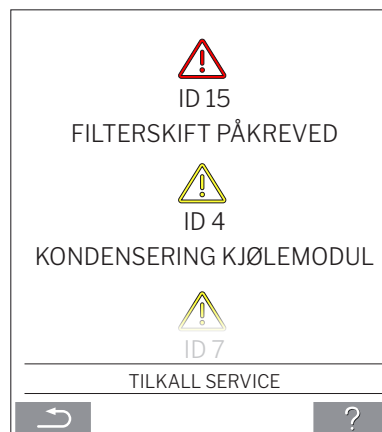 ID 15
FILTERSKIFT PÅKREVED
ID 4
KONDENSERING KJØLEMODUL
ID 7
TILKALL SERVICE
?